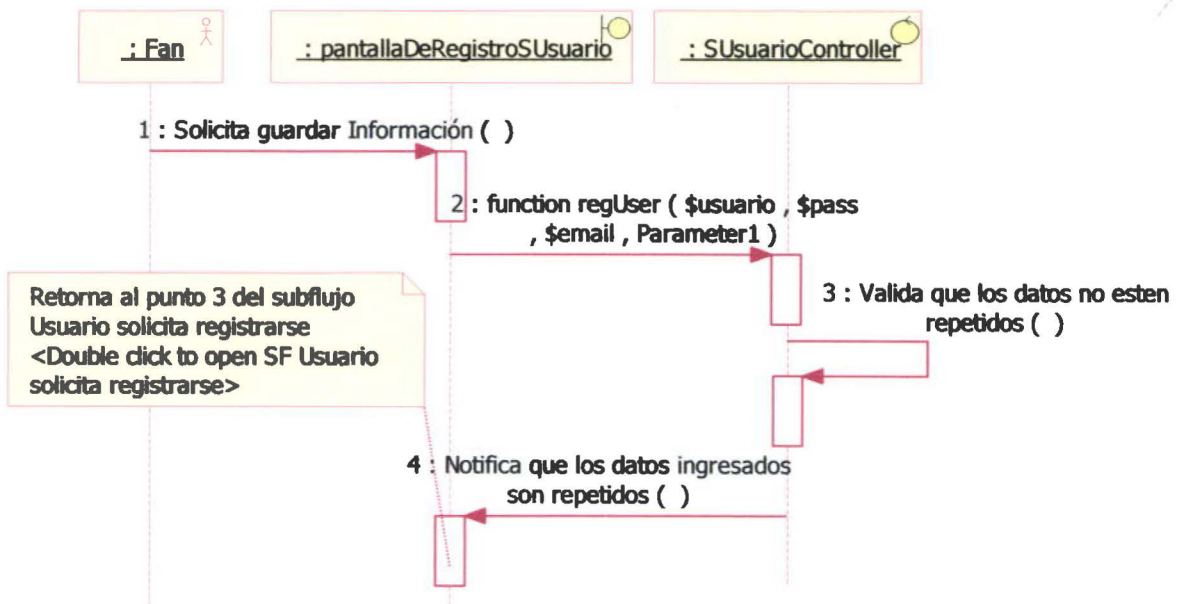 : Fan
: pantallaDeRegistroSUsuario
: SUsuarioController
1 : Solicita guardar Información ( )
2 : function regUser ( $usuario , $pass
, $email , Parameter1 )
3 : Valida que los datos no esten
repetidos ( )
Retorna al punto 3 del subflujo
Usuario solicita registrarse
<Double click to open SF Usuario
solicita registrarse>
4 : Notifica que los datos ingresados
son repetidos ( )